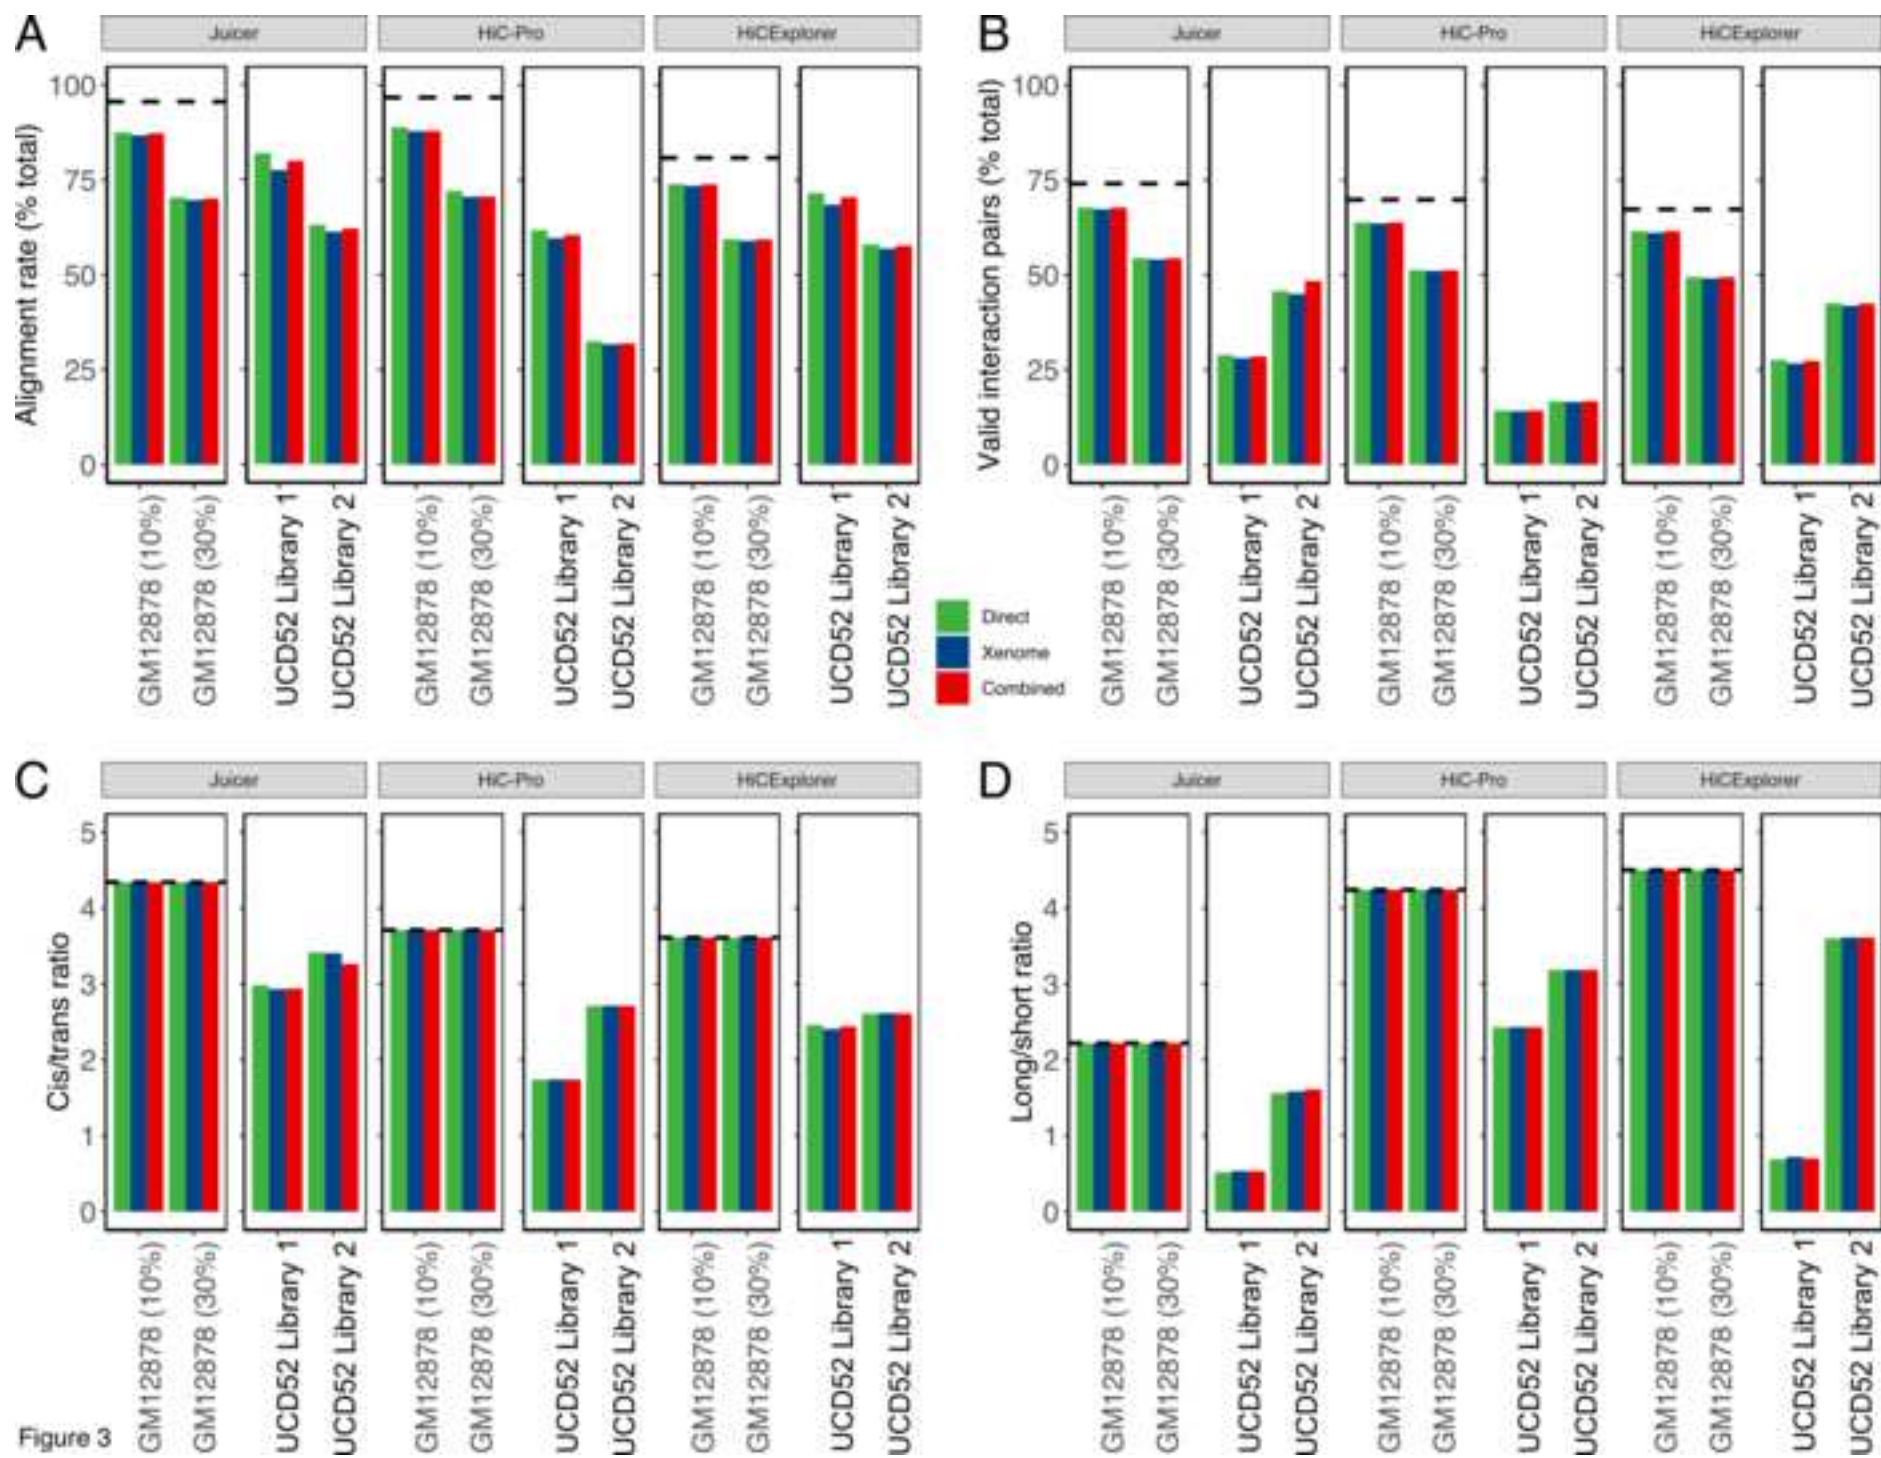 A
Juicer
HiC-Pro
HiCExplorer
Alignment rate (% total)
100
75
50
25
0
GM12878 (10%)
GM12878 (30%)
UCD52 Library 1
UCD52 Library 2
GM12878 (10%)
GM12878 (30%)
UCD52 Library 1
UCD52 Library 2
GM12878 (10%)
GM12878 (30%)
UCD52 Library 1
UCD52 Library 2
B
Juicer
HiC-Pro
HiCExplorer
Valid interaction pairs (% total)
100
75
50
25
0
GM12878 (10%)
GM12878 (30%)
UCD52 Library 1
UCD52 Library 2
GM12878 (10%)
GM12878 (30%)
UCD52 Library 1
UCD52 Library 2
GM12878 (10%)
GM12878 (30%)
UCD52 Library 1
UCD52 Library 2
Direct
Xenome
Combined
C
Juicer
HiC-Pro
HiCExplorer
Cis/trans ratio
5
4
3
2
1
0
GM12878 (10%)
GM12878 (30%)
UCD52 Library 1
UCD52 Library 2
GM12878 (10%)
GM12878 (30%)
UCD52 Library 1
UCD52 Library 2
GM12878 (10%)
GM12878 (30%)
UCD52 Library 1
UCD52 Library 2
D
Juicer
HiC-Pro
HiCExplorer
Long/short ratio
5
4
3
2
1
0
GM12878 (10%)
GM12878 (30%)
UCD52 Library 1
UCD52 Library 2
GM12878 (10%)
GM12878 (30%)
UCD52 Library 1
UCD52 Library 2
GM12878 (10%)
GM12878 (30%)
UCD52 Library 1
UCD52 Library 2
Figure 3